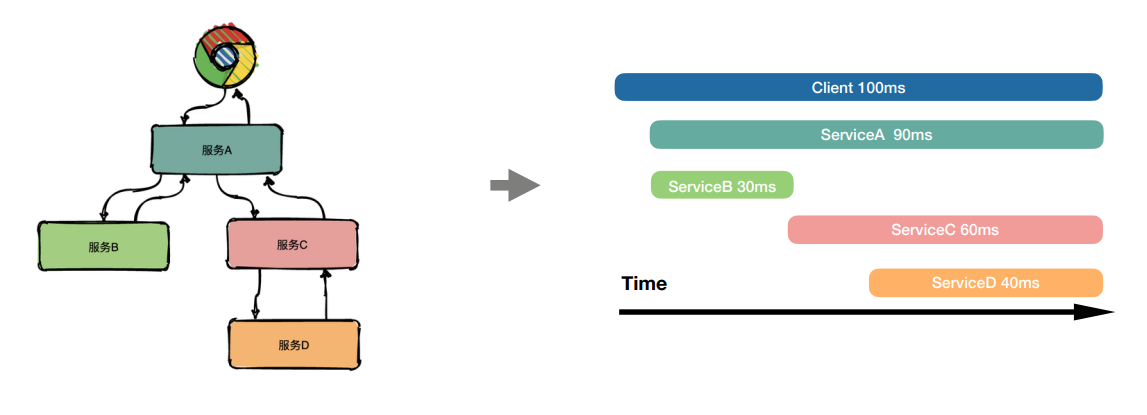 服务A
服务B
服务C
服务D
Client 100ms
ServiceA 90ms
ServiceB 30ms
ServiceC 60ms
ServiceD 40ms
Time